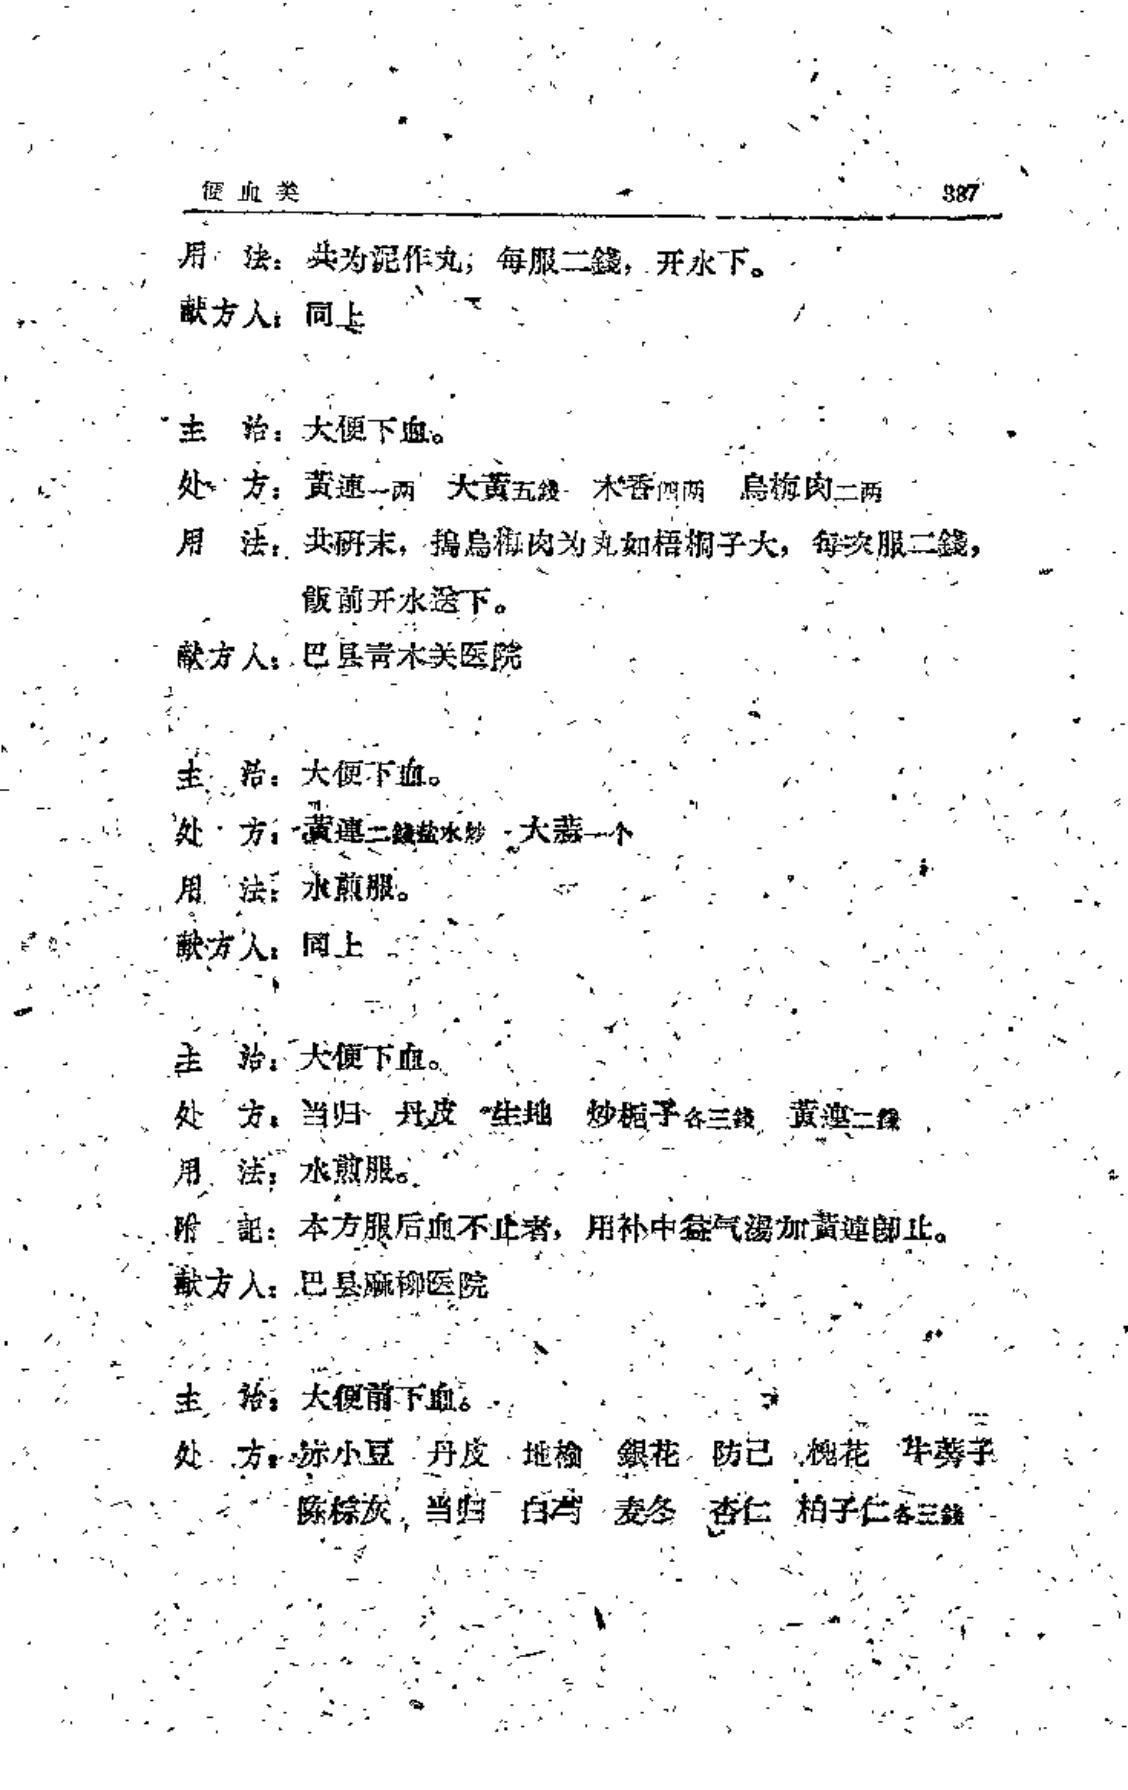 便血类 387
用法：共为泥作丸；每服二錢，开水下。
献方人：同上
主治：大便下血。
处方：黃連一两 大黃五錢 木香四两 烏梅肉二两
用法：共研末，搗烏梅肉为丸如梧桐子大，每次服二錢，
飯前开水送下。
献方人：巴县青木关医院
主治：大便下血。
处方：黃連二錢盐水炒 大蒜一个
用法：水煎服。
献方人：同上
主治：大便下血。
处方：当归 丹皮 生地 炒梔子各三錢 黃連二錢
用法：水煎服。
附記：本方服后血不止者，用补中益气湯加黃連卽止。
献方人：巴县麻柳医院
主治：大便前下血。
处方：赤小豆 丹皮 地榆 銀花 防己 槐花 牛蒡子
陈棕灰 当归 白芍 麦冬 杏仁 柏子仁各三錢